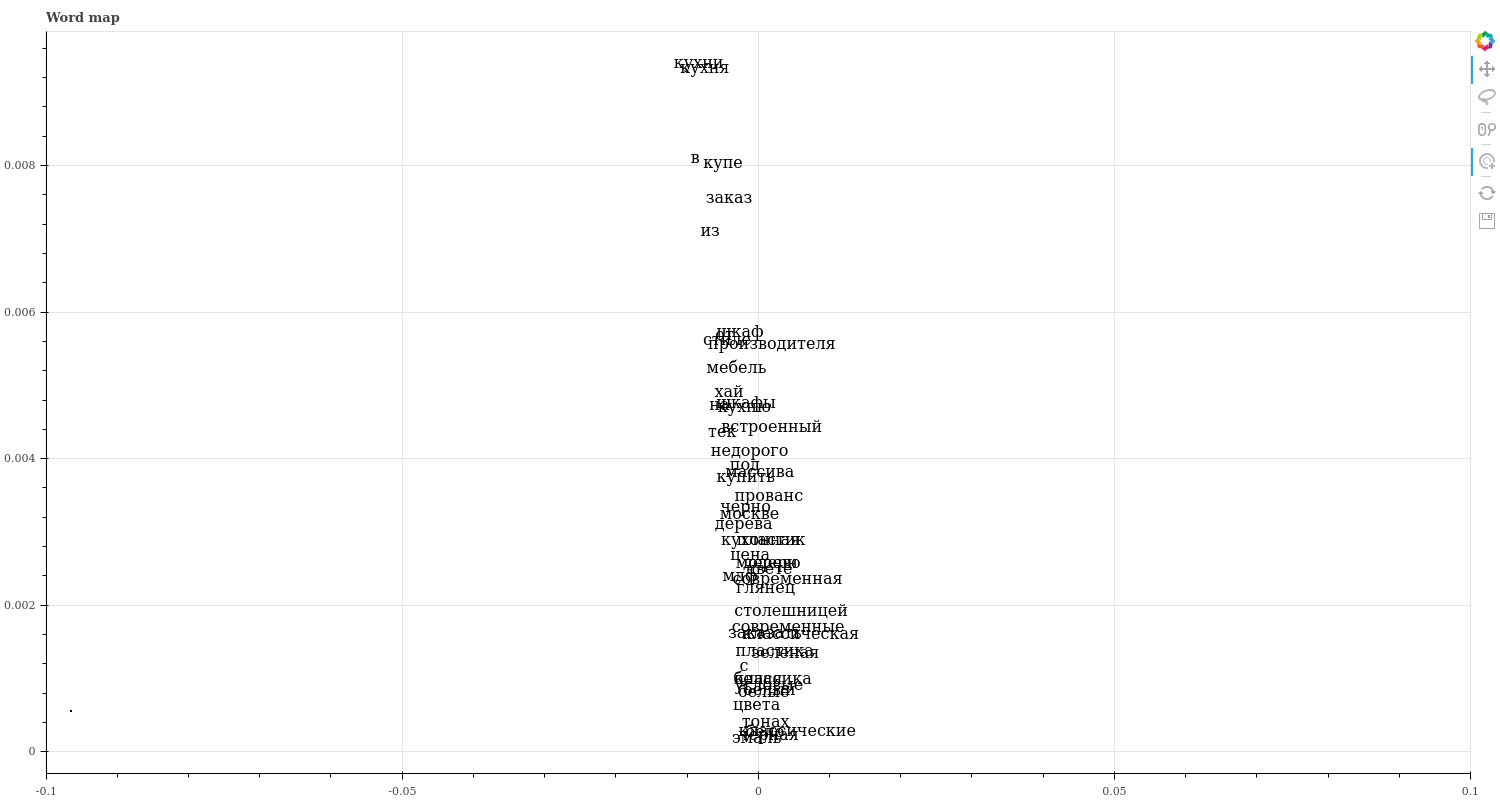 Word map
кухни
кухня
в
купе
0.008
заказ
из
0.006
шкаф
производителя
мебель
хай
шкафы
на
кухню
встроенный
тек
0.004
недорого
под
массива
купить
прованс
черно
москве
дерева
цена
цвете
современная
глянец
0.002
столешницей
современные
классическая
пластика
зеленая
с
белые
цвета
тонах
классические
эмаль
0
-0.1
-0.05
0
0.05
0.1